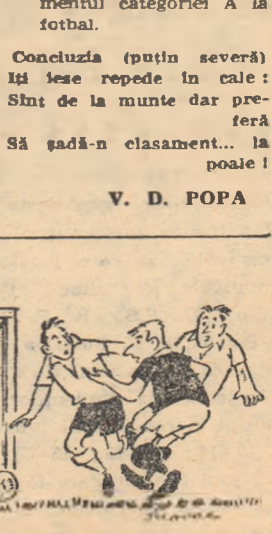 mentul categoriei A la
fotbal.
Concluzia (puțin severă)
Iți iese repede în cale:
Sînt de la munte dar pre-
feră
Să șadă-n clasament... la
poale!
V. D. POPA